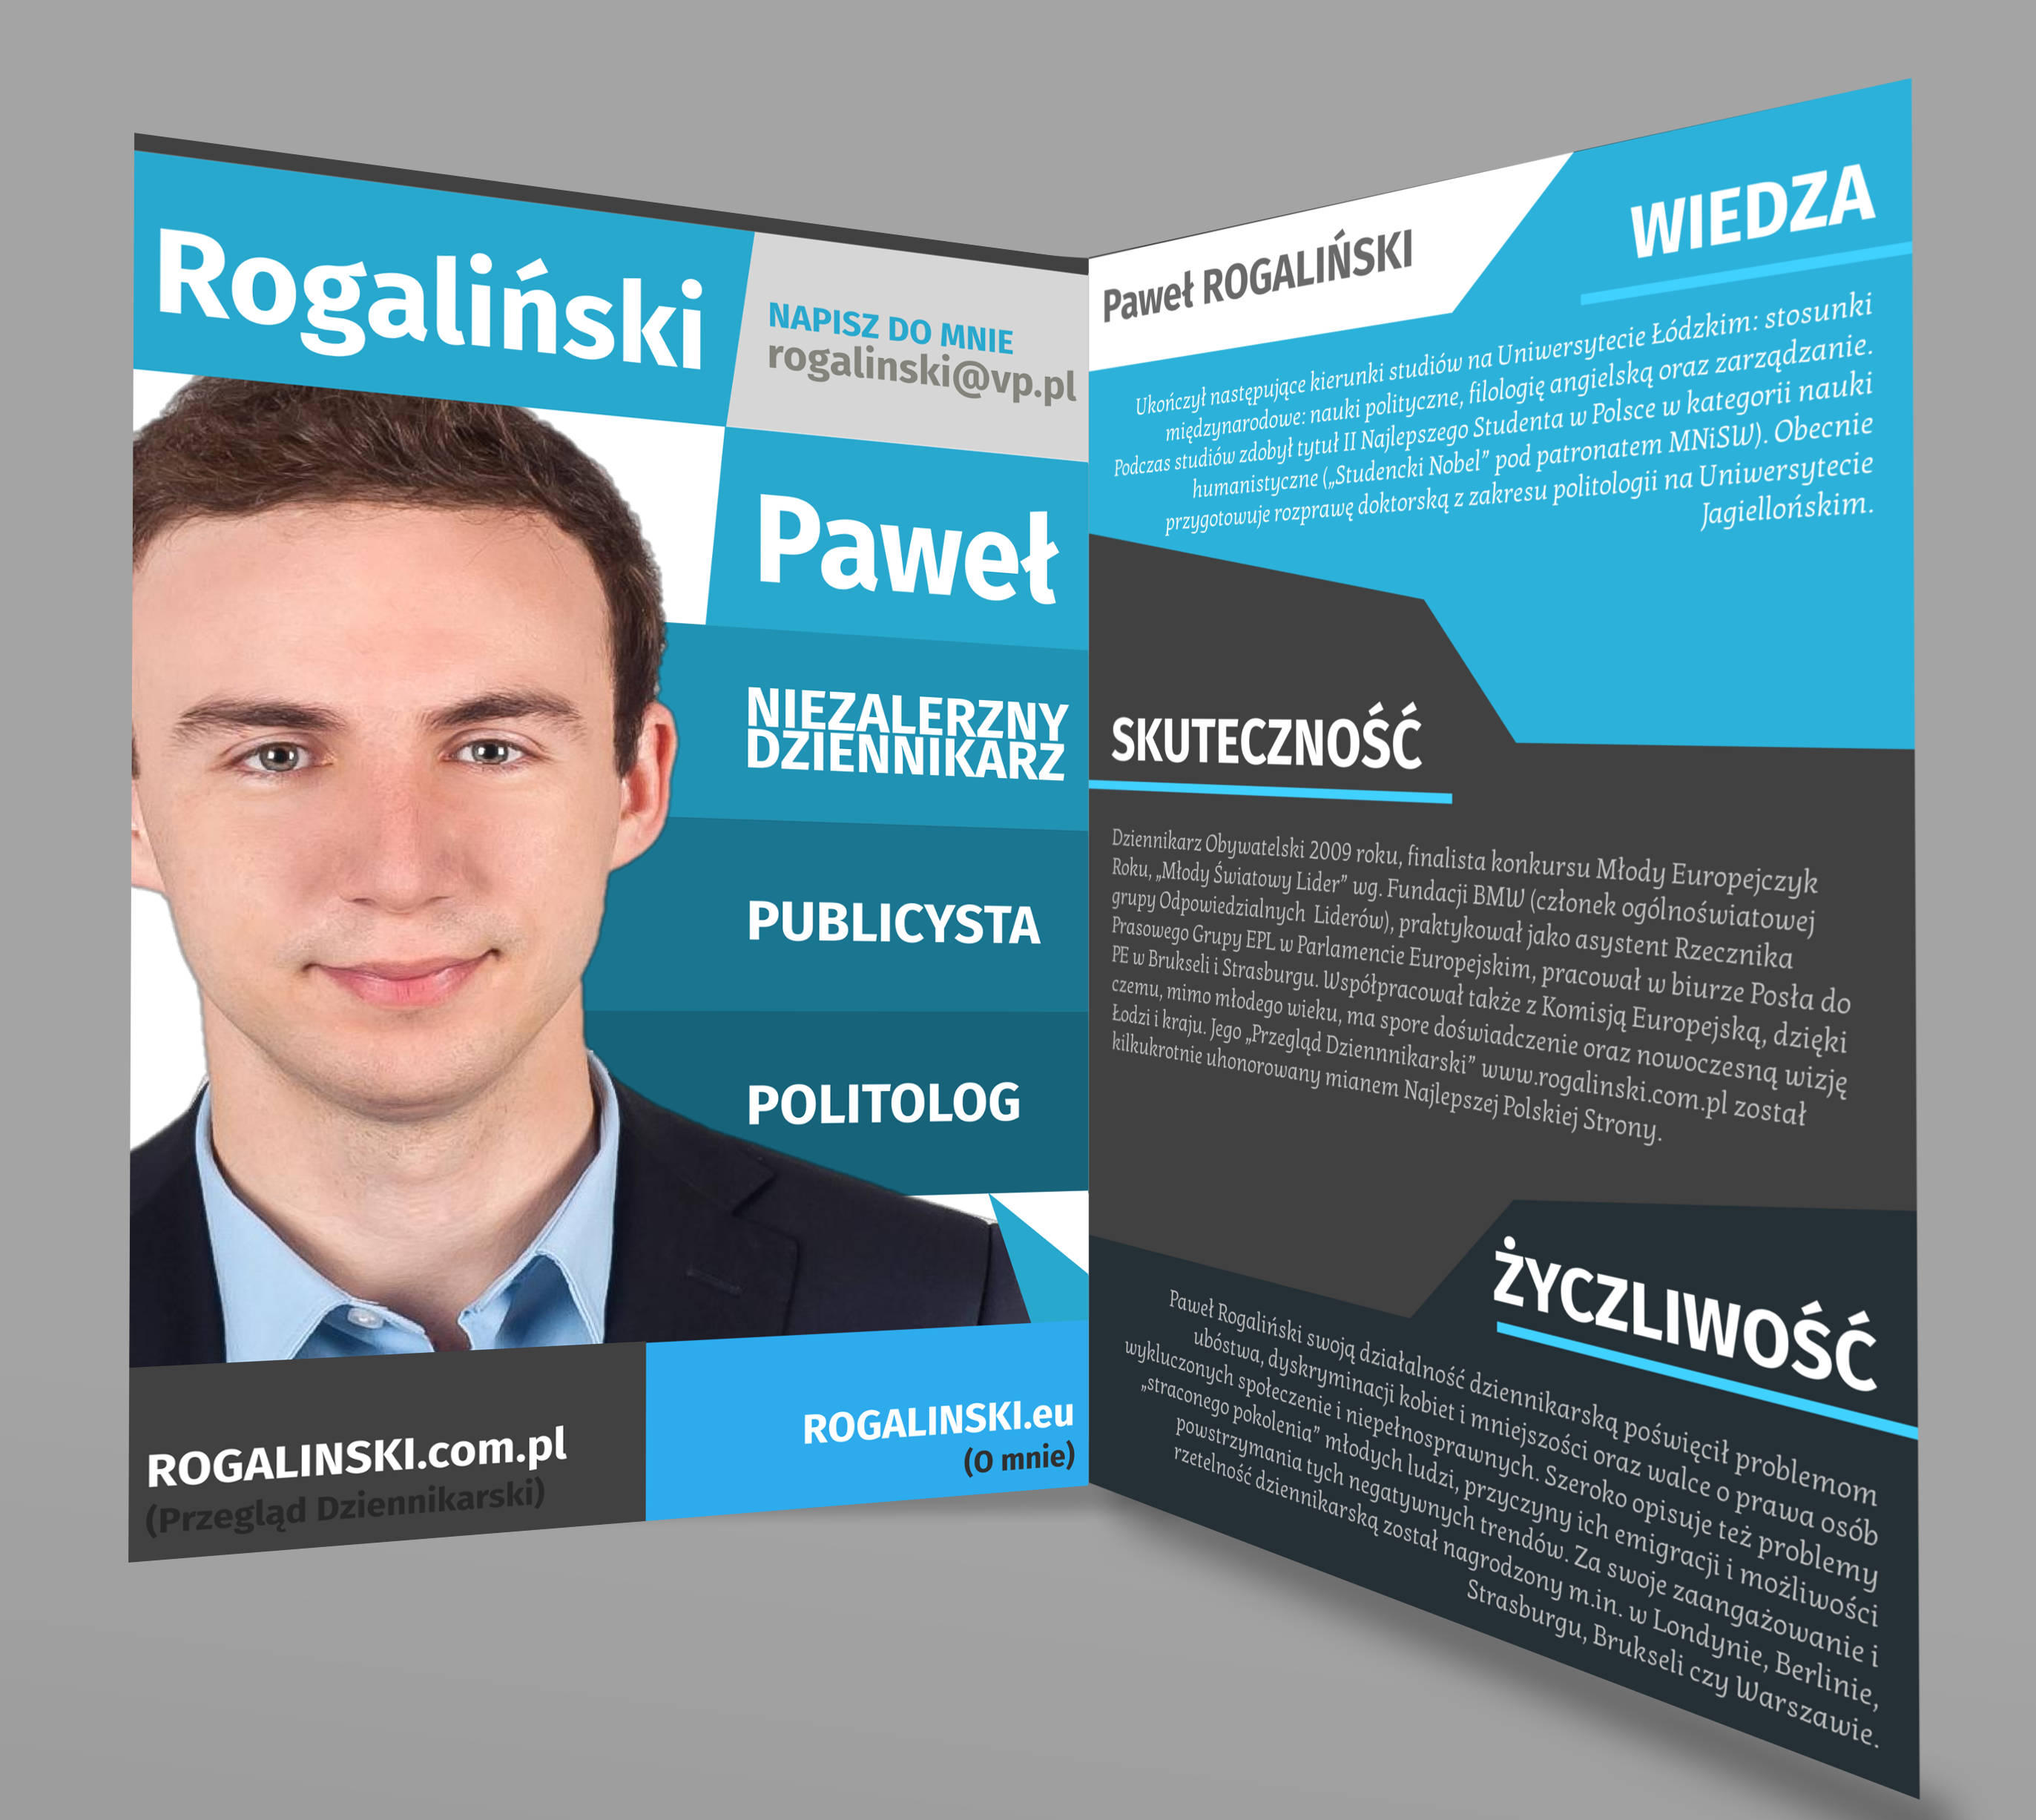 Rogaliński
NAPISZ DO MNIE
rogalinski@vp.pl
Paweł
NIEZALERZNY
DZIENNIKARZ
PUBLICYSTA
POLITOLOG
ROGALINSKI.com.pl
(Przegląd Dziennikarski)
ROGALINSKI.eu
(O mnie)
Paweł ROGALIŃSKI
WIEDZA
Ukończył następujące kierunki studiów na Uniwersytecie Łódzkim: stosunki
międzynarodowe: nauki polityczne, filologię angielską oraz zarządzanie.
Podczas studiów zdobył tytuł II Najlepszego Studenta w Polsce w kategorii nauki
humanistyczne („Studencki Nobel” pod patronatem MNiSW). Obecnie
przygotowuje rozprawę doktorską z zakresu politologii na Uniwersytecie
Jagiellońskim.
SKUTECZNOŚĆ
Dziennikarz Obywatelski 2009 roku, finalista konkursu Młody Europejczyk
Roku, „Młody Światowy Lider” wg. Fundacji BMW (członek ogólnoświatowej
grupy Odpowiedzialnych Liderów), praktykował jako asystent Rzecznika
Prasowego Grupy EPL w Parlamencie Europejskim, pracował w biurze Posła do
PE w Brukseli i Strasburgu. Współpracował także z Komisją Europejską, dzięki
czemu, mimo młodego wieku, ma spore doświadczenie oraz nowoczesną wizję
Łodzi i kraju. Jego „Przegląd Dziennnikarski” www.rogalinski.com.pl został
kilkukrotnie uhonorowany mianem Najlepszej Polskiej Strony.
ŻYCZLIWOŚĆ
Paweł Rogaliński swoją działalność dziennikarską poświęcił problemom
ubóstwa, dyskryminacji kobiet i mniejszości oraz walce o prawa osób
wykluczonych społecznie i niepełnosprawnych. Szeroko opisuje też problemy
„straconego pokolenia” młodych ludzi, przyczyny ich emigracji i możliwości
powstrzymania tych negatywnych trendów. Za swoje zaangażowanie i
rzetelność dziennikarską został nagrodzony m.in. w Londynie, Berlinie,
Strasburgu, Brukseli czy Warszawie.